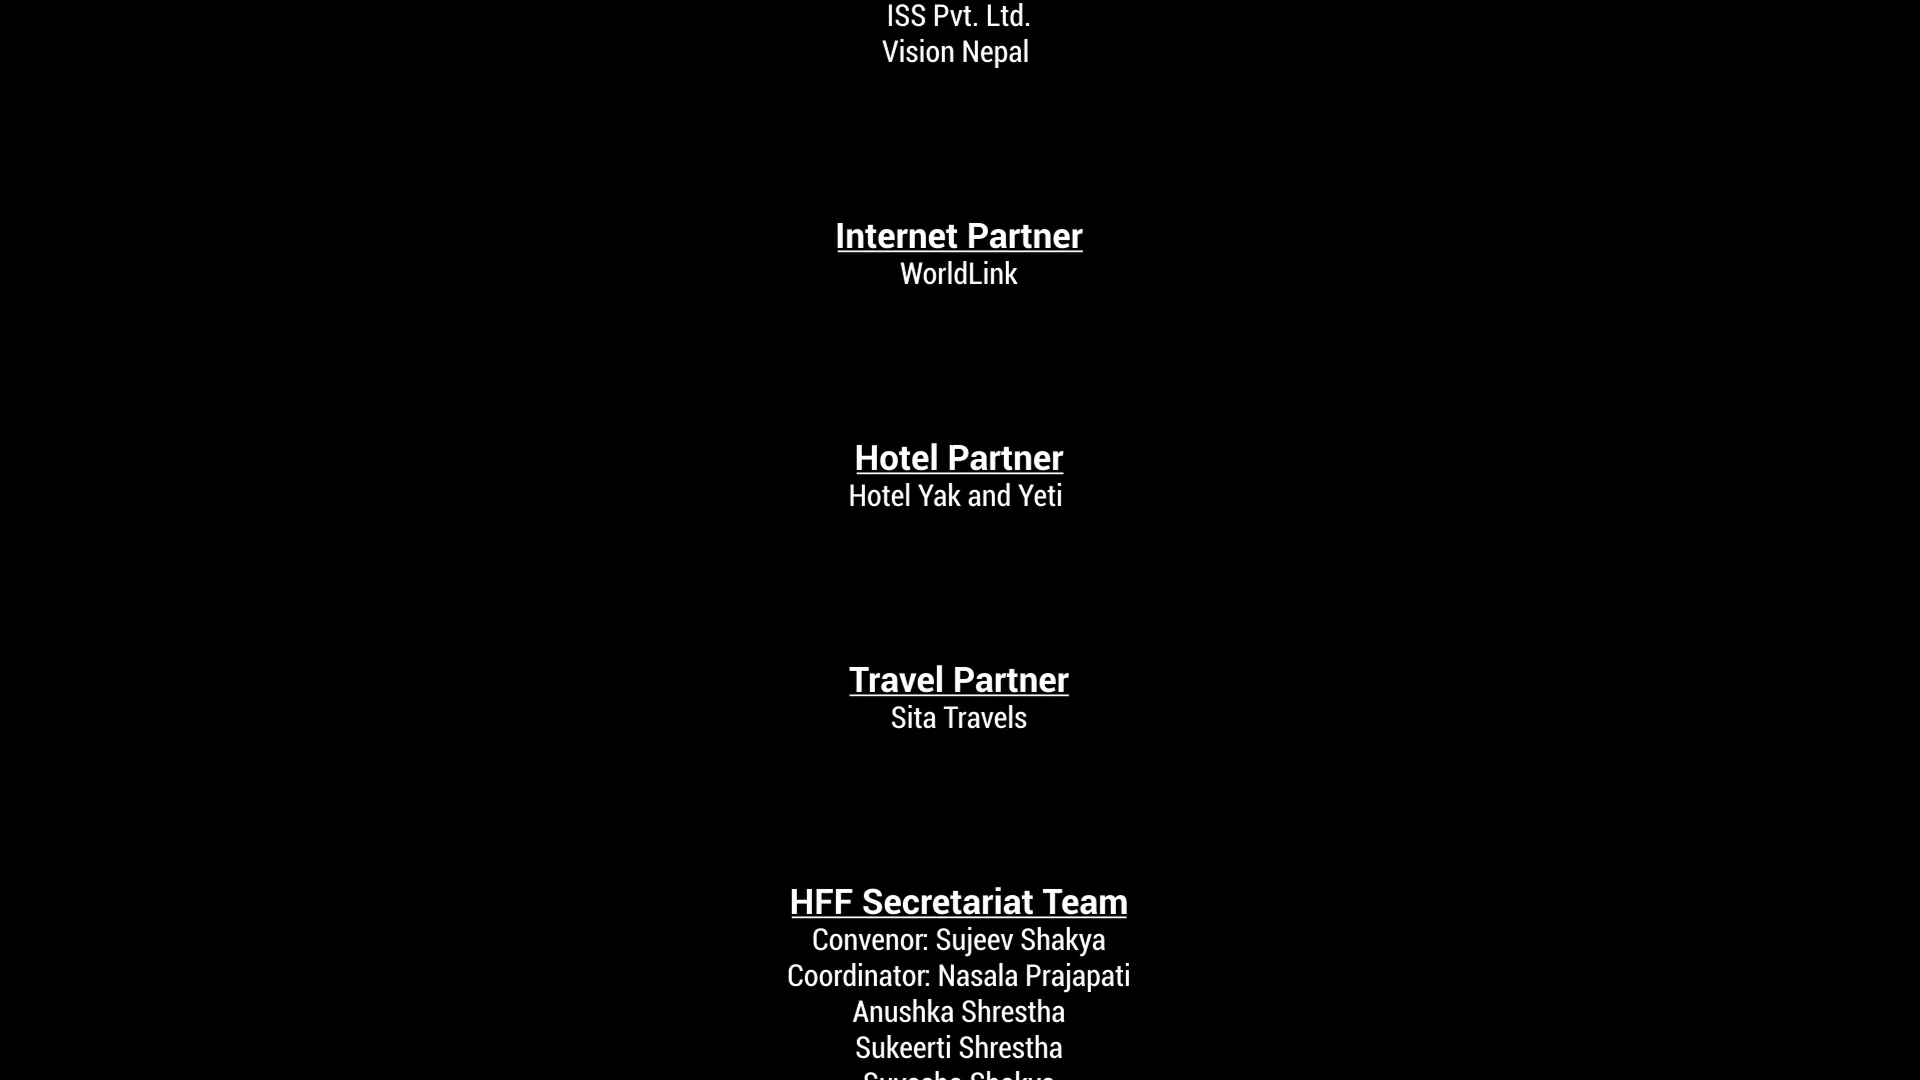 ISS Pvt. Ltd.
Vision Nepal
Internet Partner
WorldLink
Hotel Partner
Hotel Yak and Yeti
Travel Partner
Sita Travels
HFF Secretariat Team
Convenor: Sujeev Shakya
Coordinator: Nasala Prajapati
Anushka Shrestha
Sukeerti Shrestha